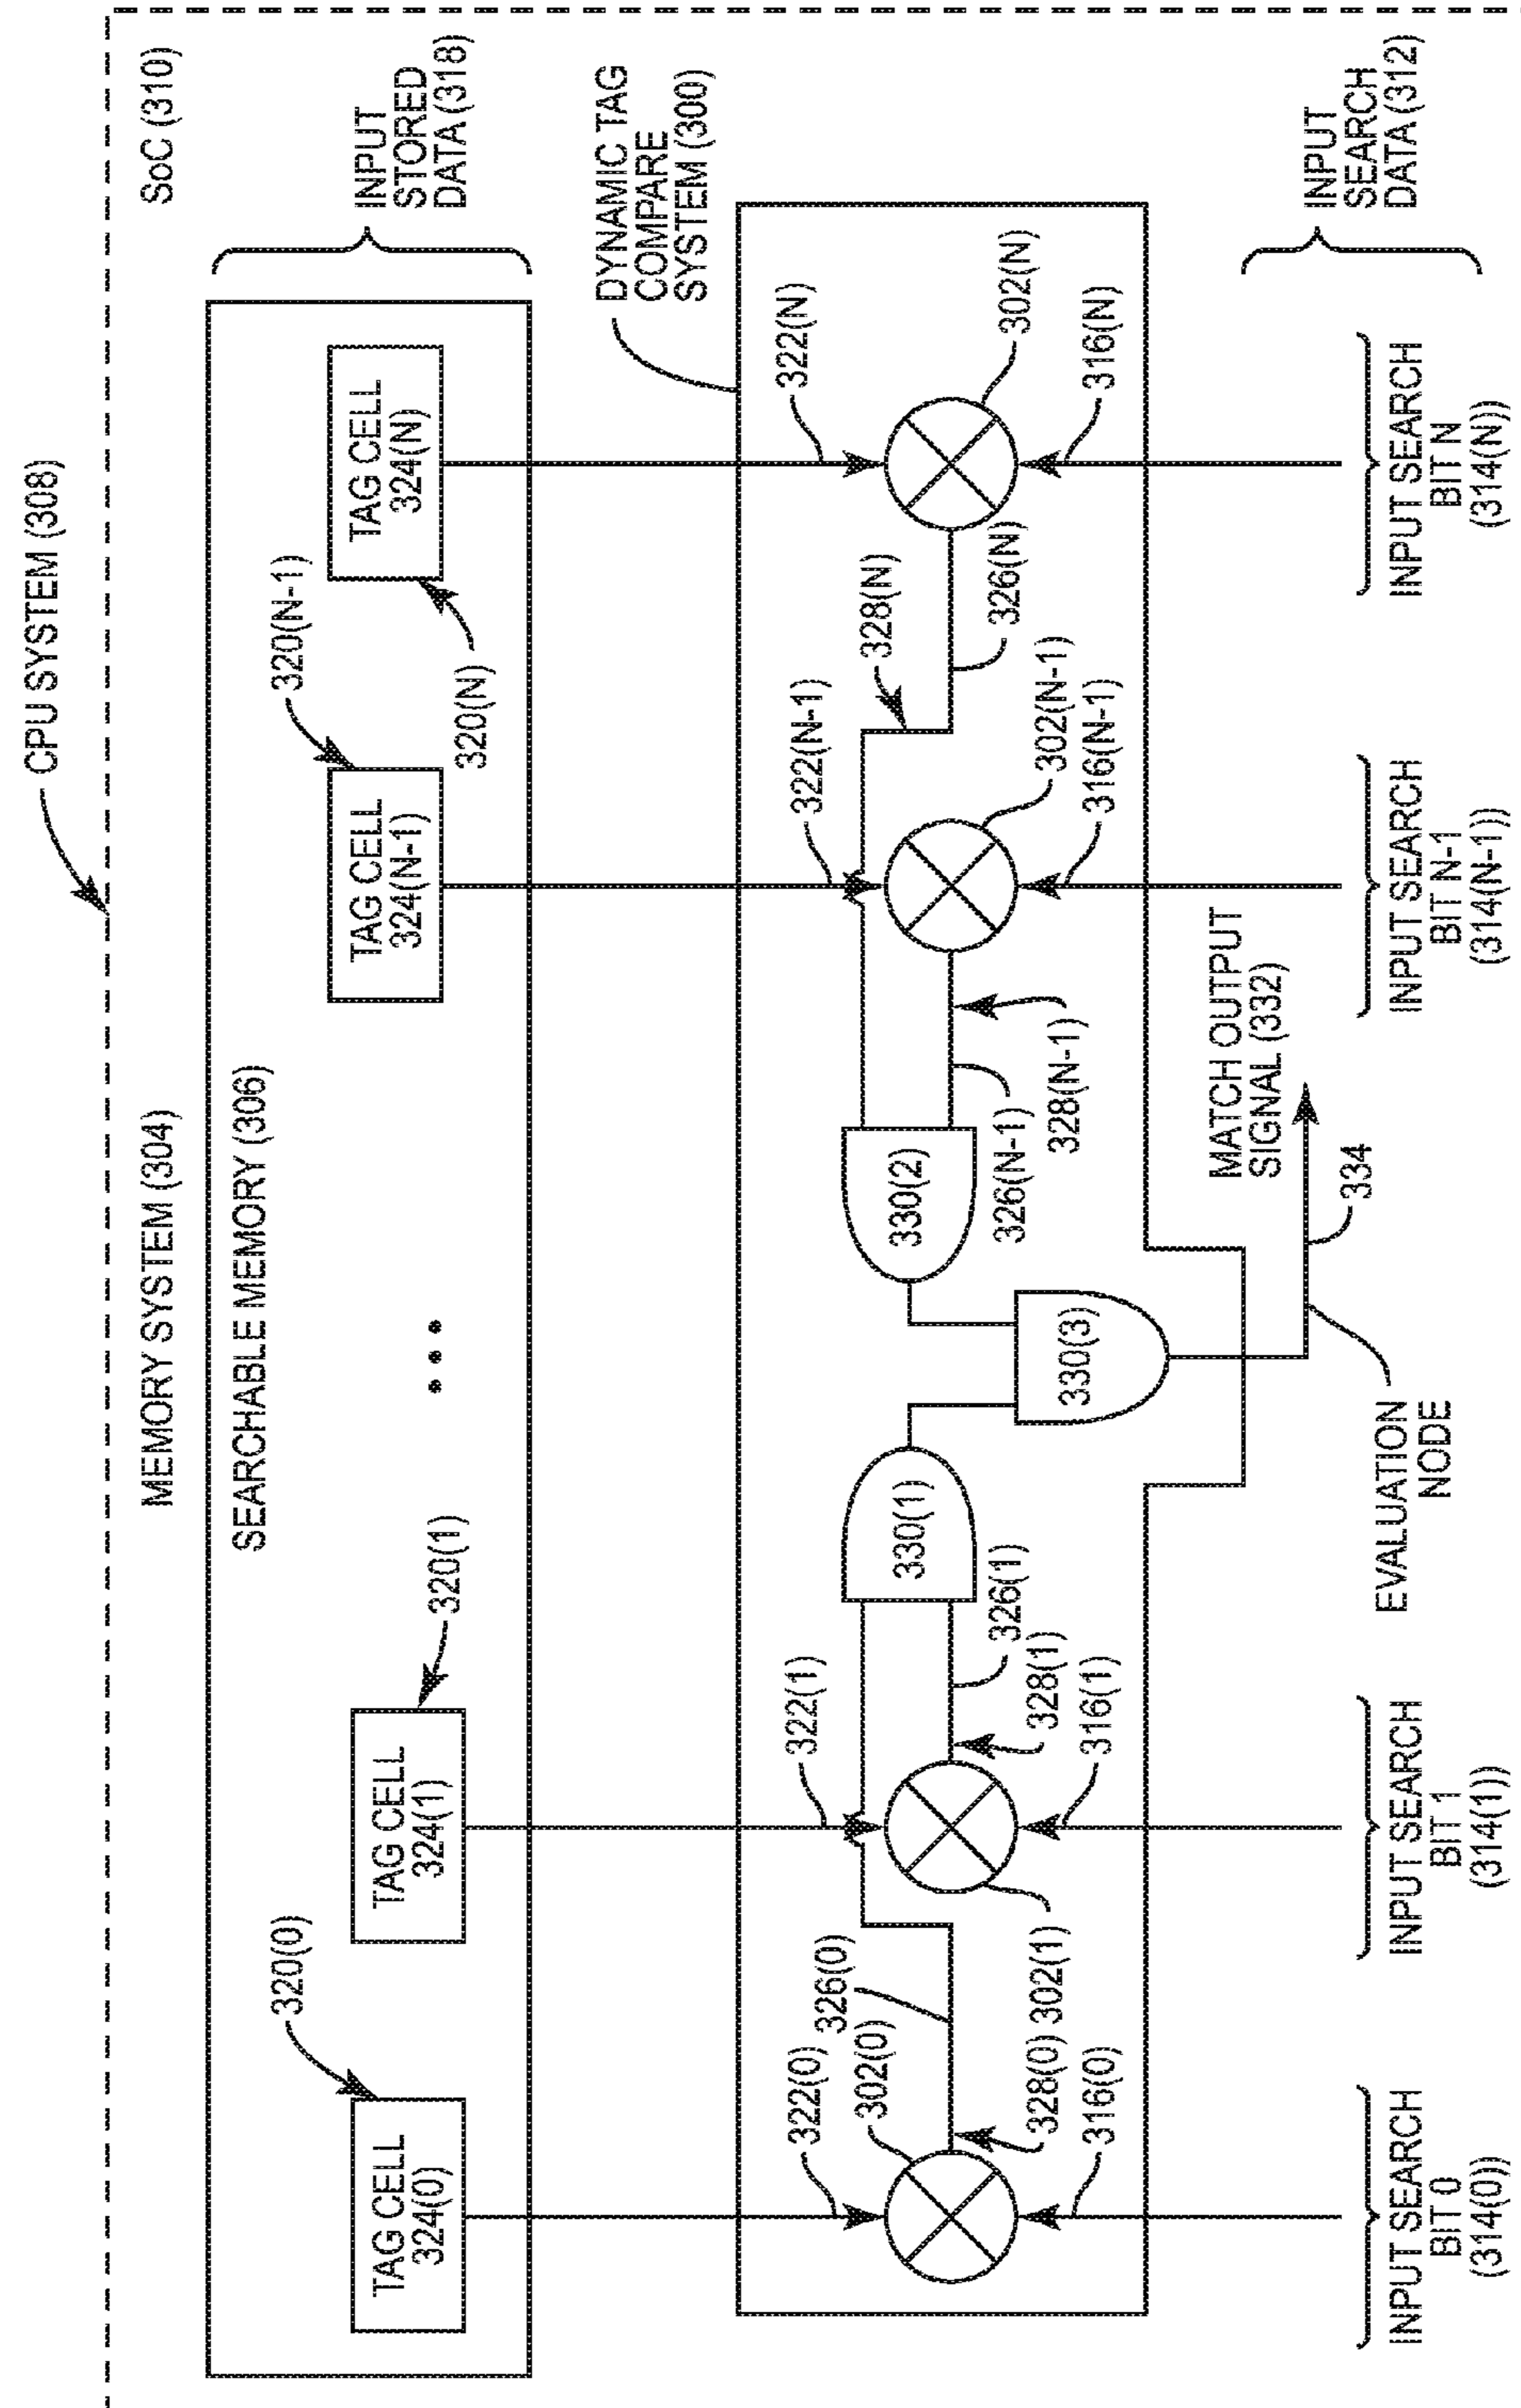 CPU SYSTEM (308)
MEMORY SYSTEM (304)
SoC (310)
SEARCHABLE MEMORY (306)
320(0)
320(1)
320(N-1)
320(N)
TAG CELL
324(0)
TAG CELL
324(1)
TAG CELL
324(N-1)
TAG CELL
324(N)
INPUT
STORED
DATA (318)
DYNAMIC TAG
COMPARE
SYSTEM (300)
322(0)
302(0)
326(0)
322(1)
322(N-1)
328(N)
322(N)
330(1)
330(2)
330(3)
328(0)
302(1)
316(0)
326(1)
328(1)
316(1)
326(N-1)
328(N-1)
302(N-1)
316(N-1)
326(N)
302(N)
316(N)
MATCH OUTPUT
SIGNAL (332)
334
EVALUATION
NODE
INPUT
SEARCH
DATA (312)
INPUT SEARCH
BIT 0
(314(0))
INPUT SEARCH
BIT 1
(314(1))
INPUT SEARCH
BIT N-1
(314(N-1))
INPUT SEARCH
BIT N
(314(N))